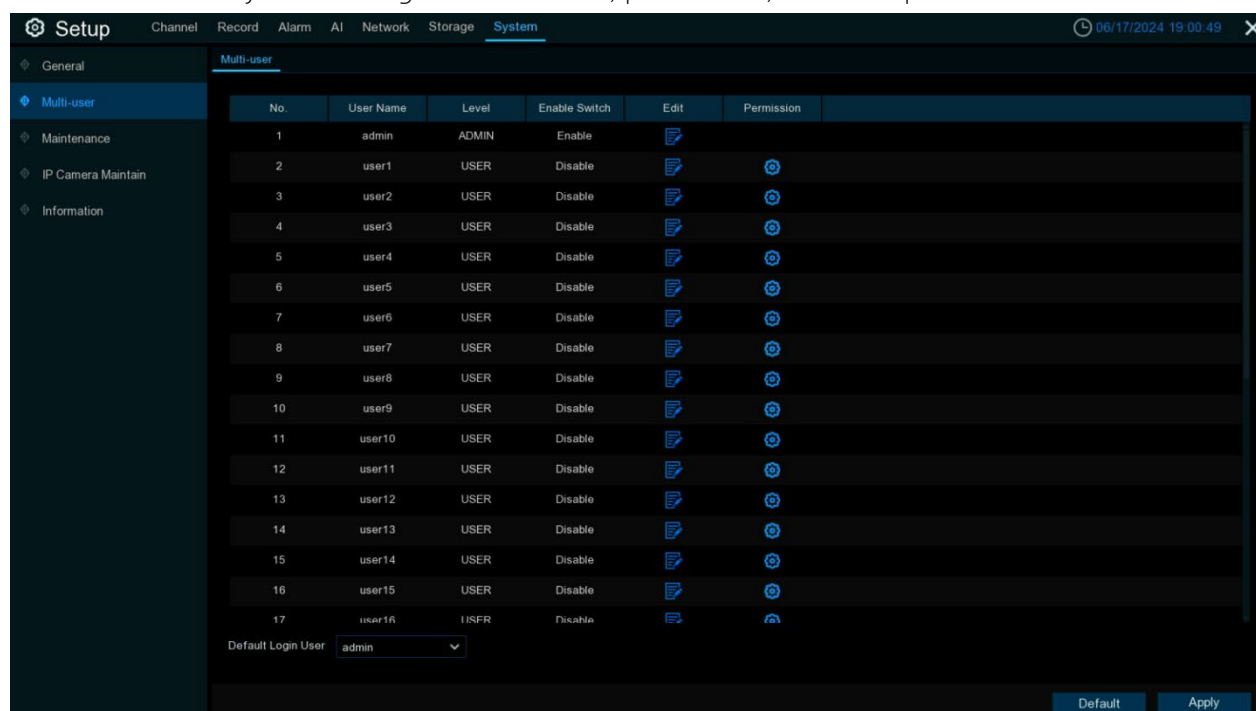 Setup Channel Record Alarm AI Network Storage System 06/17/2024 19:00:49
General
Multi-user
Maintenance
IP Camera Maintain
Information
Multi-user
No. User Name Level Enable Switch Edit Permission
1 admin ADMIN Enable
2 user1 USER Disable
3 user2 USER Disable
4 user3 USER Disable
5 user4 USER Disable
6 user5 USER Disable
7 user6 USER Disable
8 user7 USER Disable
9 user8 USER Disable
10 user9 USER Disable
11 user10 USER Disable
12 user11 USER Disable
13 user12 USER Disable
14 user13 USER Disable
15 user14 USER Disable
16 user15 USER Disable
17 user16 USER Disable
Default Login User admin
Default Apply